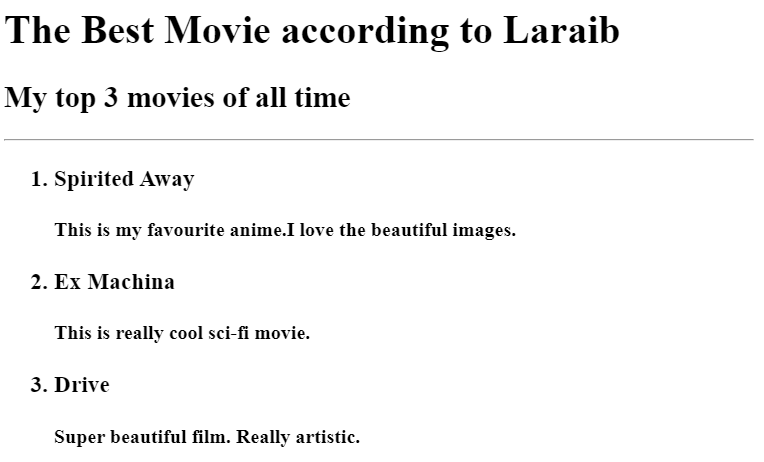 The Best Movie according to Laraib
My top 3 movies of all time
1. Spirited Away
This is my favourite anime.I love the beautiful images.
2. Ex Machina
This is really cool sci-fi movie.
3. Drive
Super beautiful film. Really artistic.